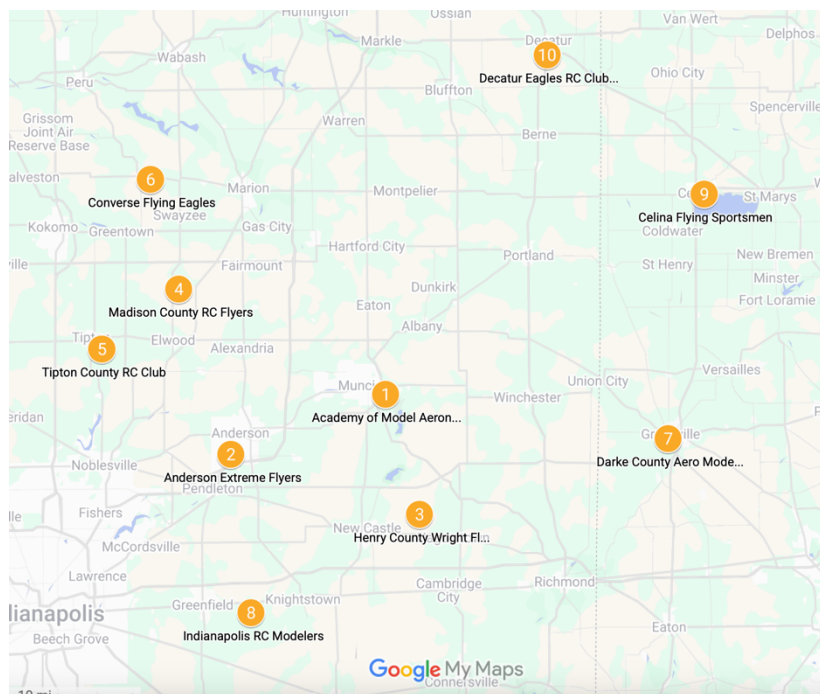 Huntington
Ossian
Van Wert
Markle
Decatur
Delphos
Wabash
10
Peru
Decatur Eagles RC Club...
Ohio City
Bluffton
Grissom
Joint Air
Reserve Base
Warren
Spencerville
Berne
Galveston
6
Marion
Montpelier
9
St Marys
Converse Flying Eagles
Swayzee
Celina Flying Sportsmen
Kokomo
Greentown
Gas City
Coldwater
Hartford City
Portland
New Bremen
Fairmount
St Henry
Minster
4
Dunkirk
Fort Loramie
Madison County RC Flyers
Eaton
Albany
5
Elwood
Alexandria
Versailles
Tipton County RC Club
Union City
1
Winchester
Academy of Model Aeron...
Anderson
7
2
Darke County Aero Mode...
Noblesville
Anderson Extreme Flyers
Pendleton
Fishers
3
New Castle
Henry County Wright Fl...
McCordsville
Lawrence
Richmond
Cambridge
City
Greenfield
8
Knightstown
dianapolis
Indianapolis RC Modelers
Eaton
Beech Grove
Google My Maps
Connersville